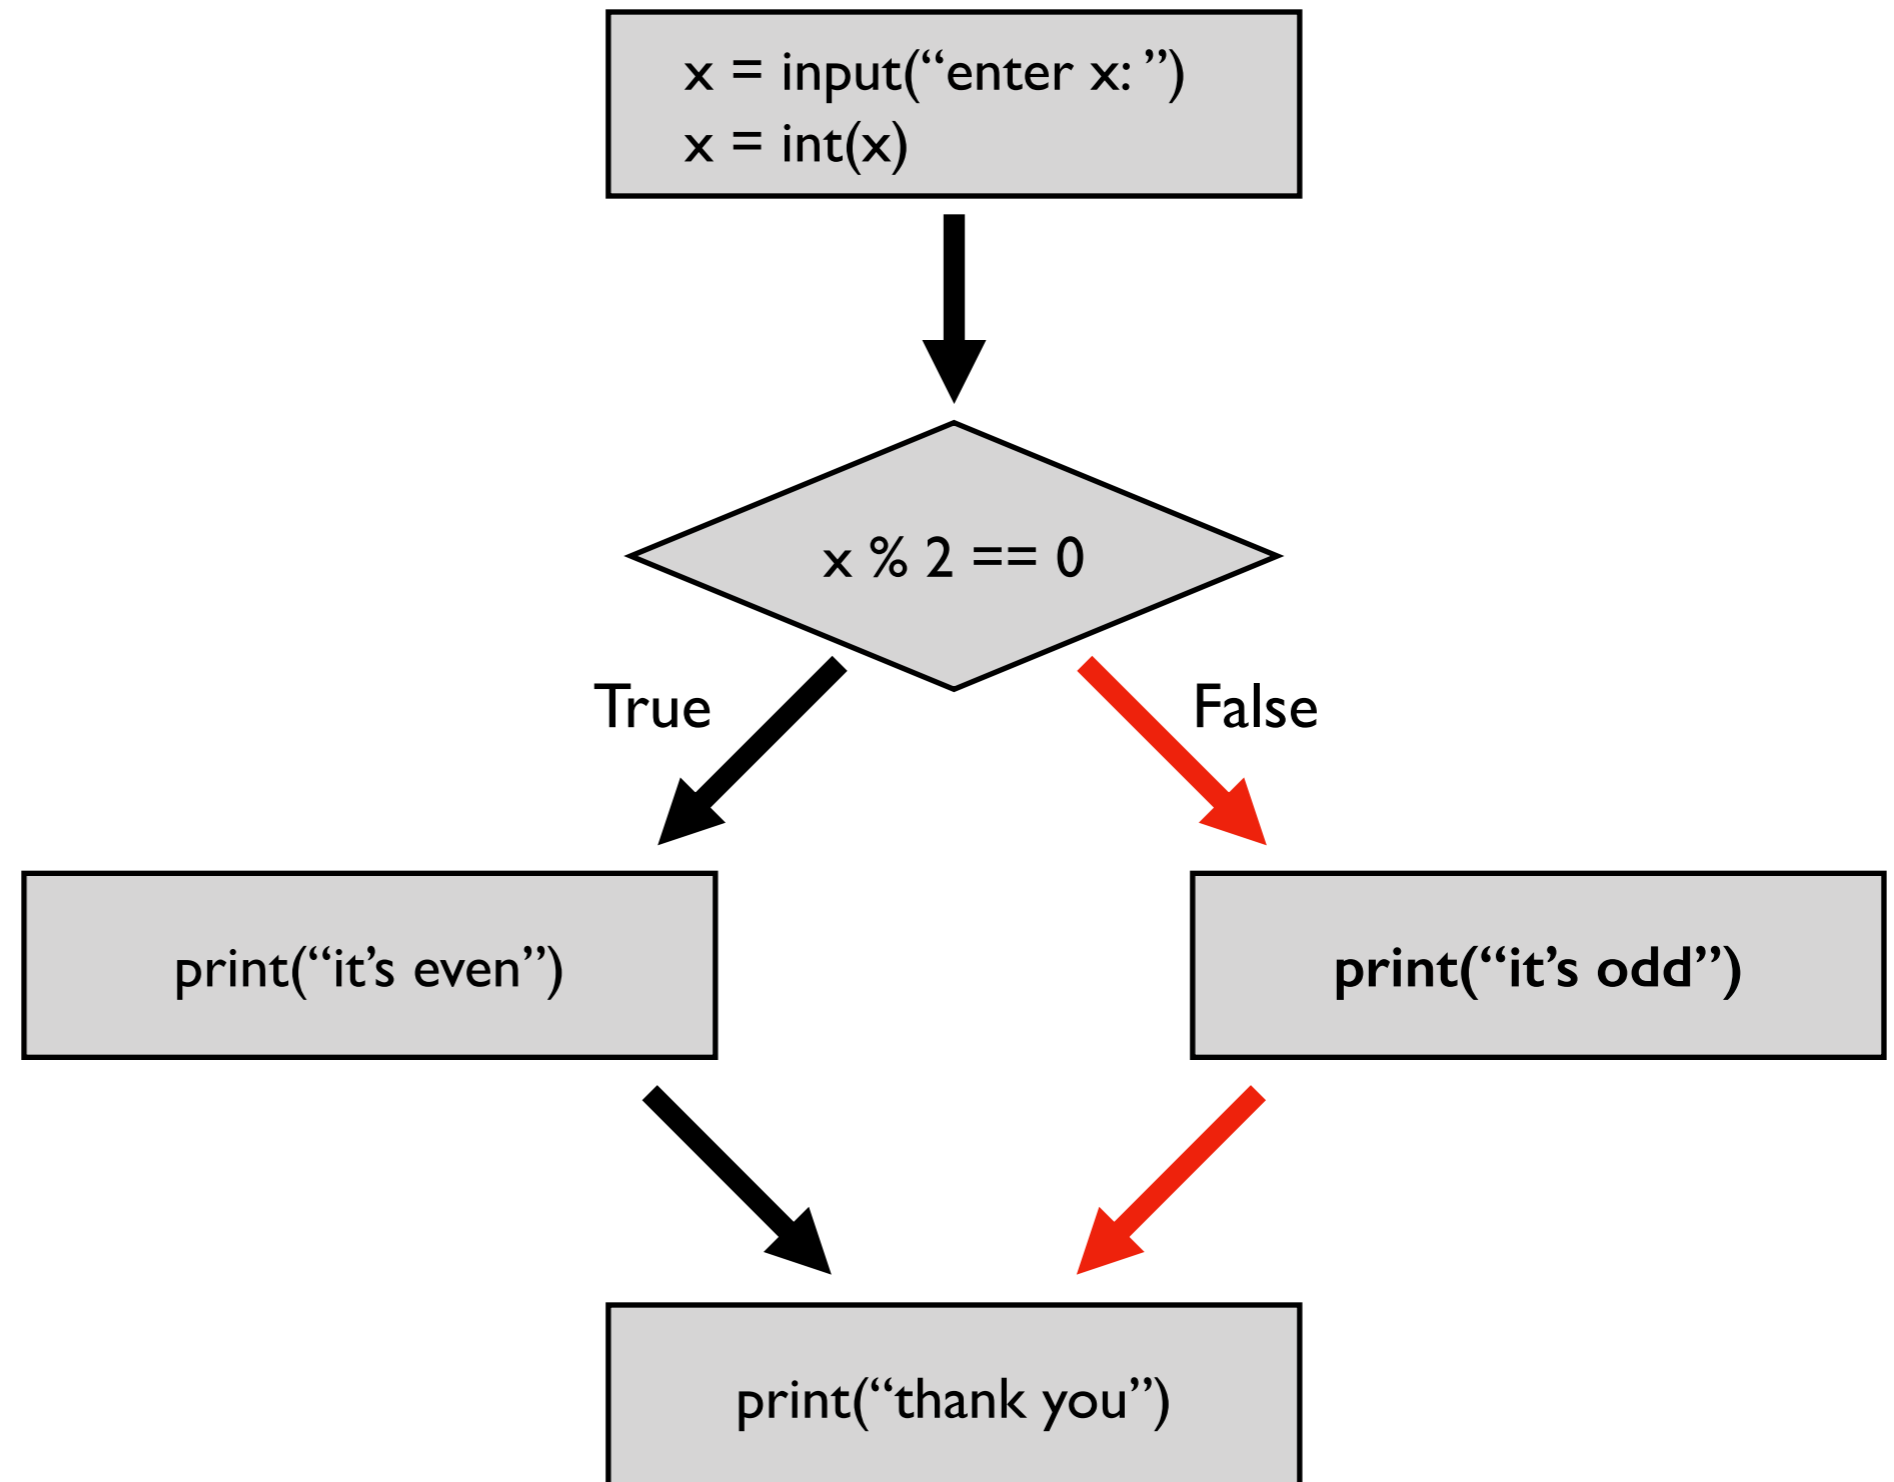 x = input(“enter x: ”)
x = int(x)
x % 2 == 0
True
False
print(“it’s even”)
print(“it’s odd”)
print(“thank you”)